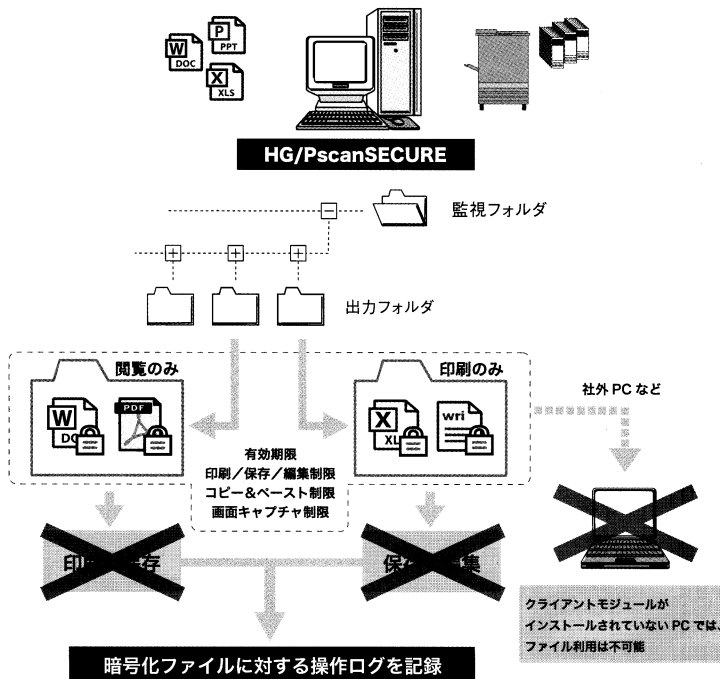 W
DOC
P
PPT
X
XLS
HG/PscanSECURE
監視フォルダ
出力フォルダ
閲覧のみ
印刷のみ
社外 PC など
W
PDF
X
wri
有効期限
印刷／保存／編集制限
コピー＆ペースト制限
画面キャプチャ制限
クライアントモジュールが
インストールされていない PC では、
ファイル利用は不可能
暗号化ファイルに対する操作ログを記録